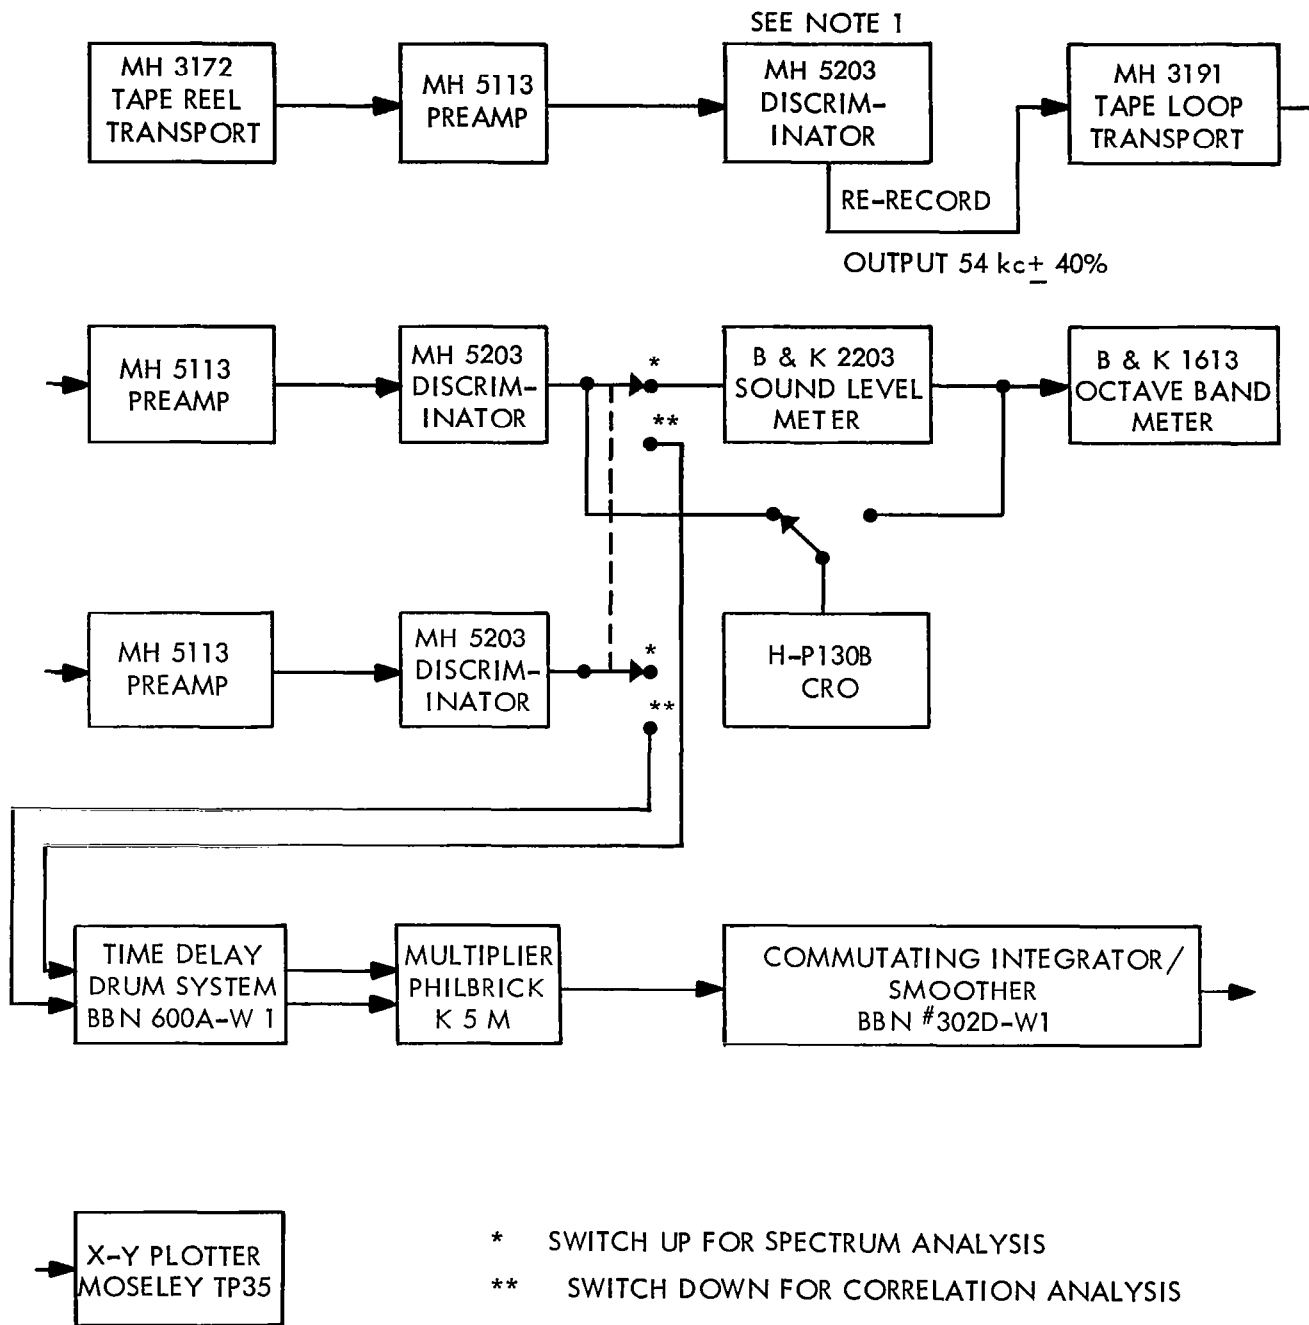 SEE NOTE 1
MH 3172
TAPE REEL
TRANSPORT
MH 5113
PREAMP
MH 5203
DISCRIM-
INATOR
MH 3191
TAPE LOOP
TRANSPORT
RE-RECORD
OUTPUT 54 kc± 40%
MH 5113
PREAMP
MH 5203
DISCRIM-
INATOR
*
**
B & K 2203
SOUND LEVEL
METER
B & K 1613
OCTAVE BAND
METER
MH 5113
PREAMP
MH 5203
DISCRIM-
INATOR
*
**
H-P130B
CRO
TIME DELAY
DRUM SYSTEM
BBN 600A-W 1
MULTIPLIER
PHILBRICK
K 5 M
COMMUTATING INTEGRATOR/
SMOOTHER
BBN #302D-W1
X-Y PLOTTER
MOSELEY TP35
* SWITCH UP FOR SPECTRUM ANALYSIS
** SWITCH DOWN FOR CORRELATION ANALYSIS